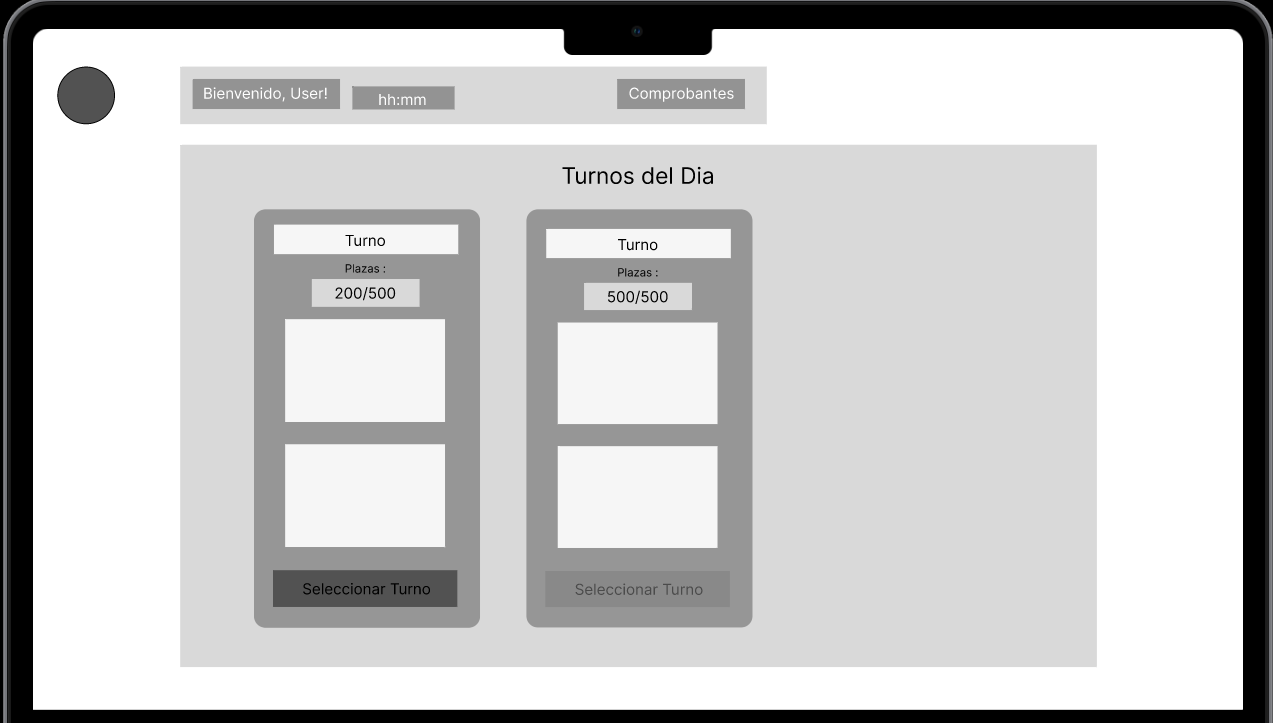 Bienvenido, User!
hh:mm
Comprobantes
Turnos del Dia
Turno
Plazas :
200/500
Seleccionar Turno
Turno
Plazas :
500/500
Seleccionar Turno